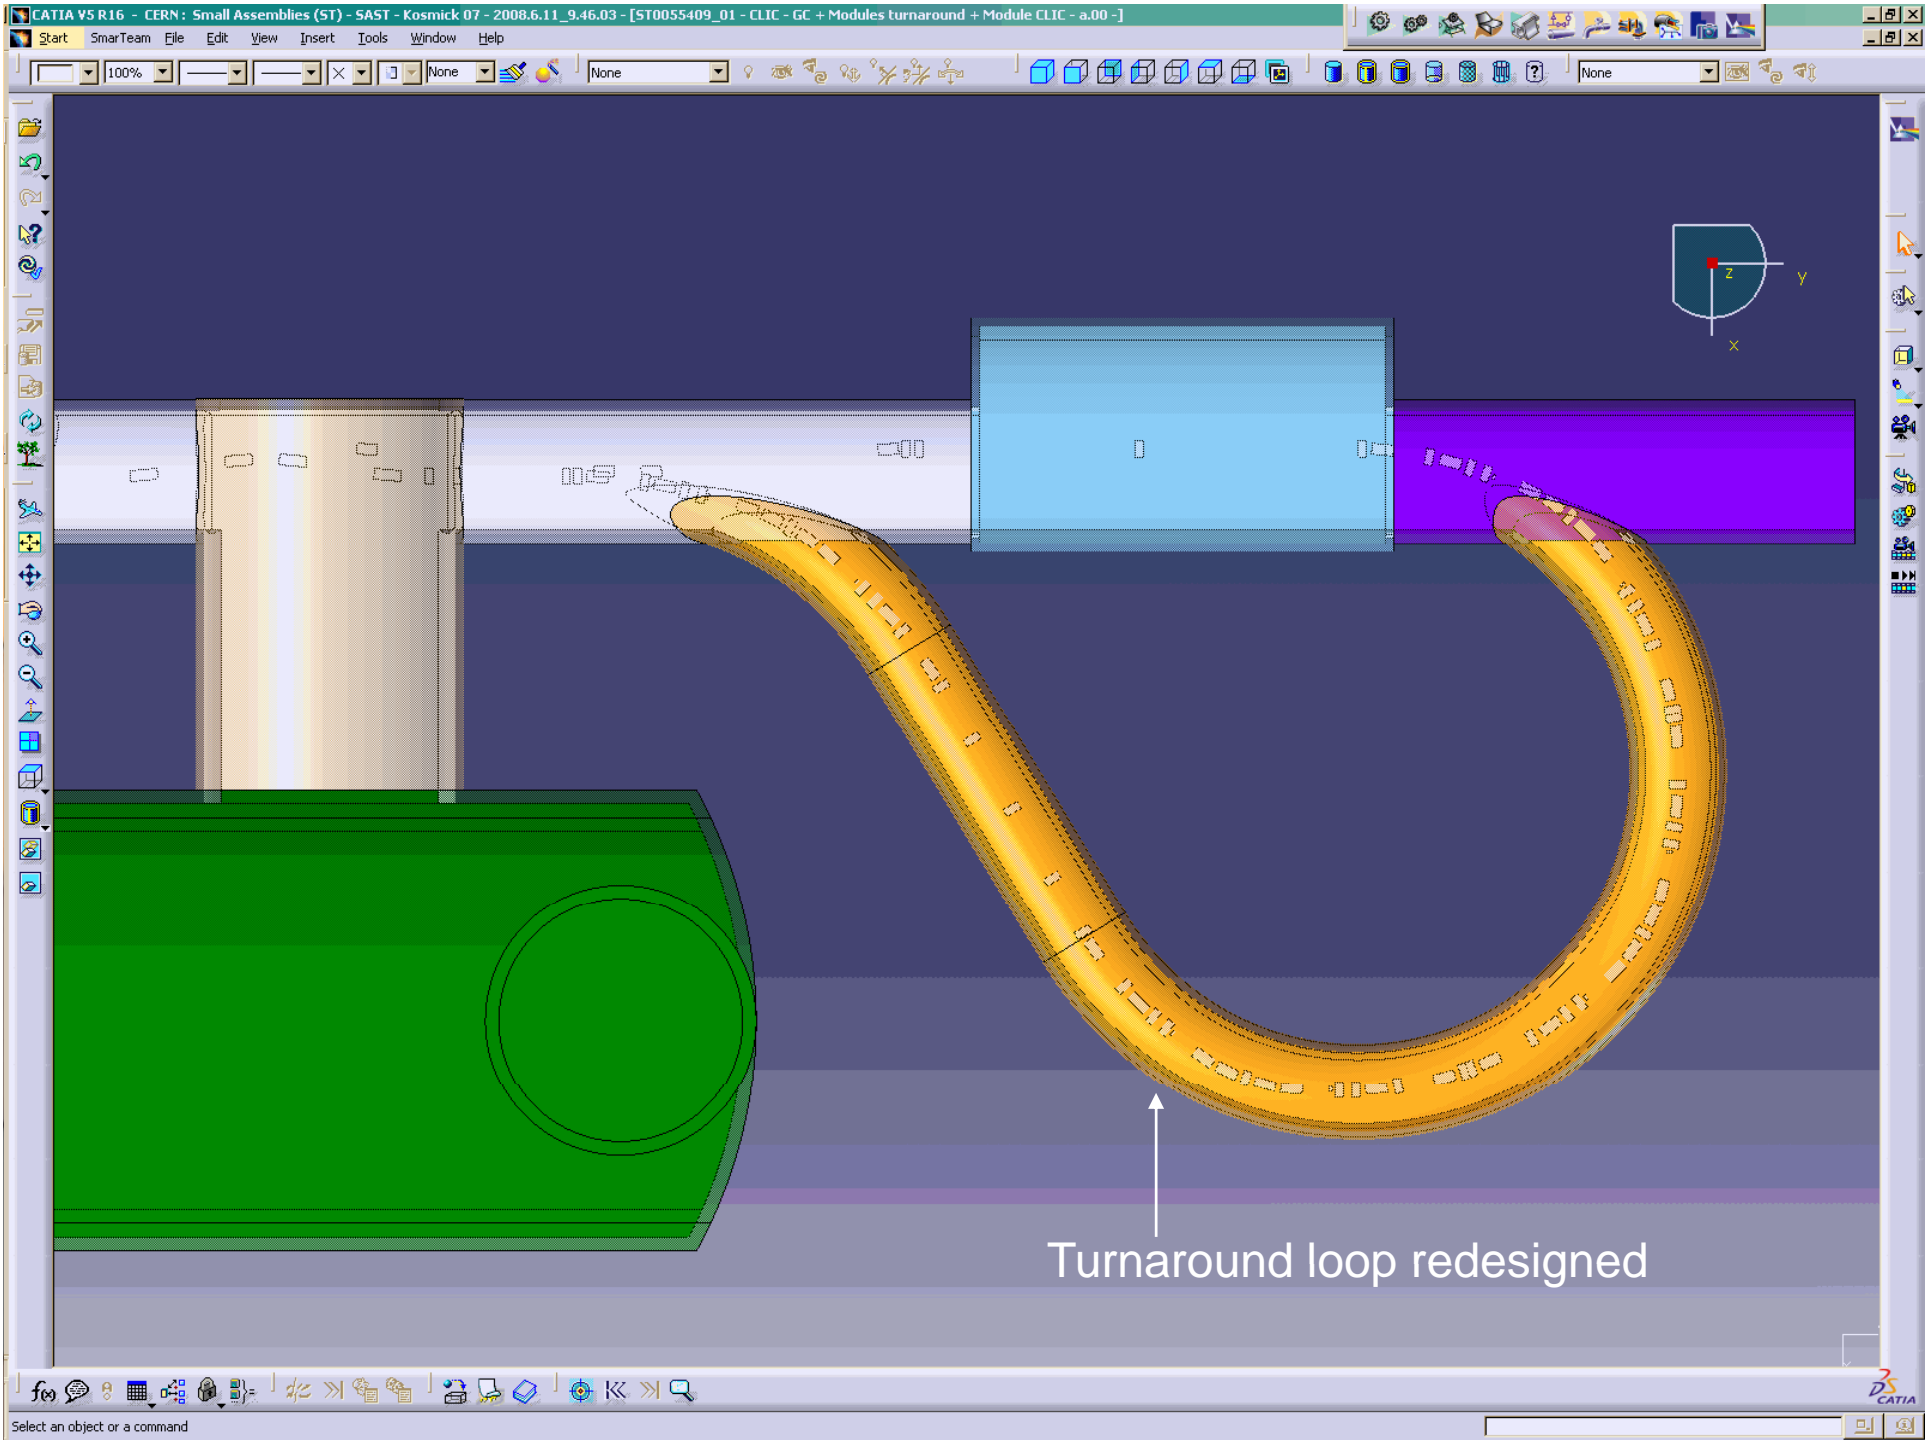 CATIA V5 R16 - CERN : Small Assemblies (ST) - SAST - Kosmick 07 - 2008.6.11_9.46.03 - [ST0055409_01 - CLIC - GC + Modules turnaround + Module CLIC - a.00 -]
Start SmarTeam File Edit View Insert Tools Window Help
100% None None None
z
y
x
Turnaround loop redesigned
f(x)
DS
CATIA
Select an object or a command